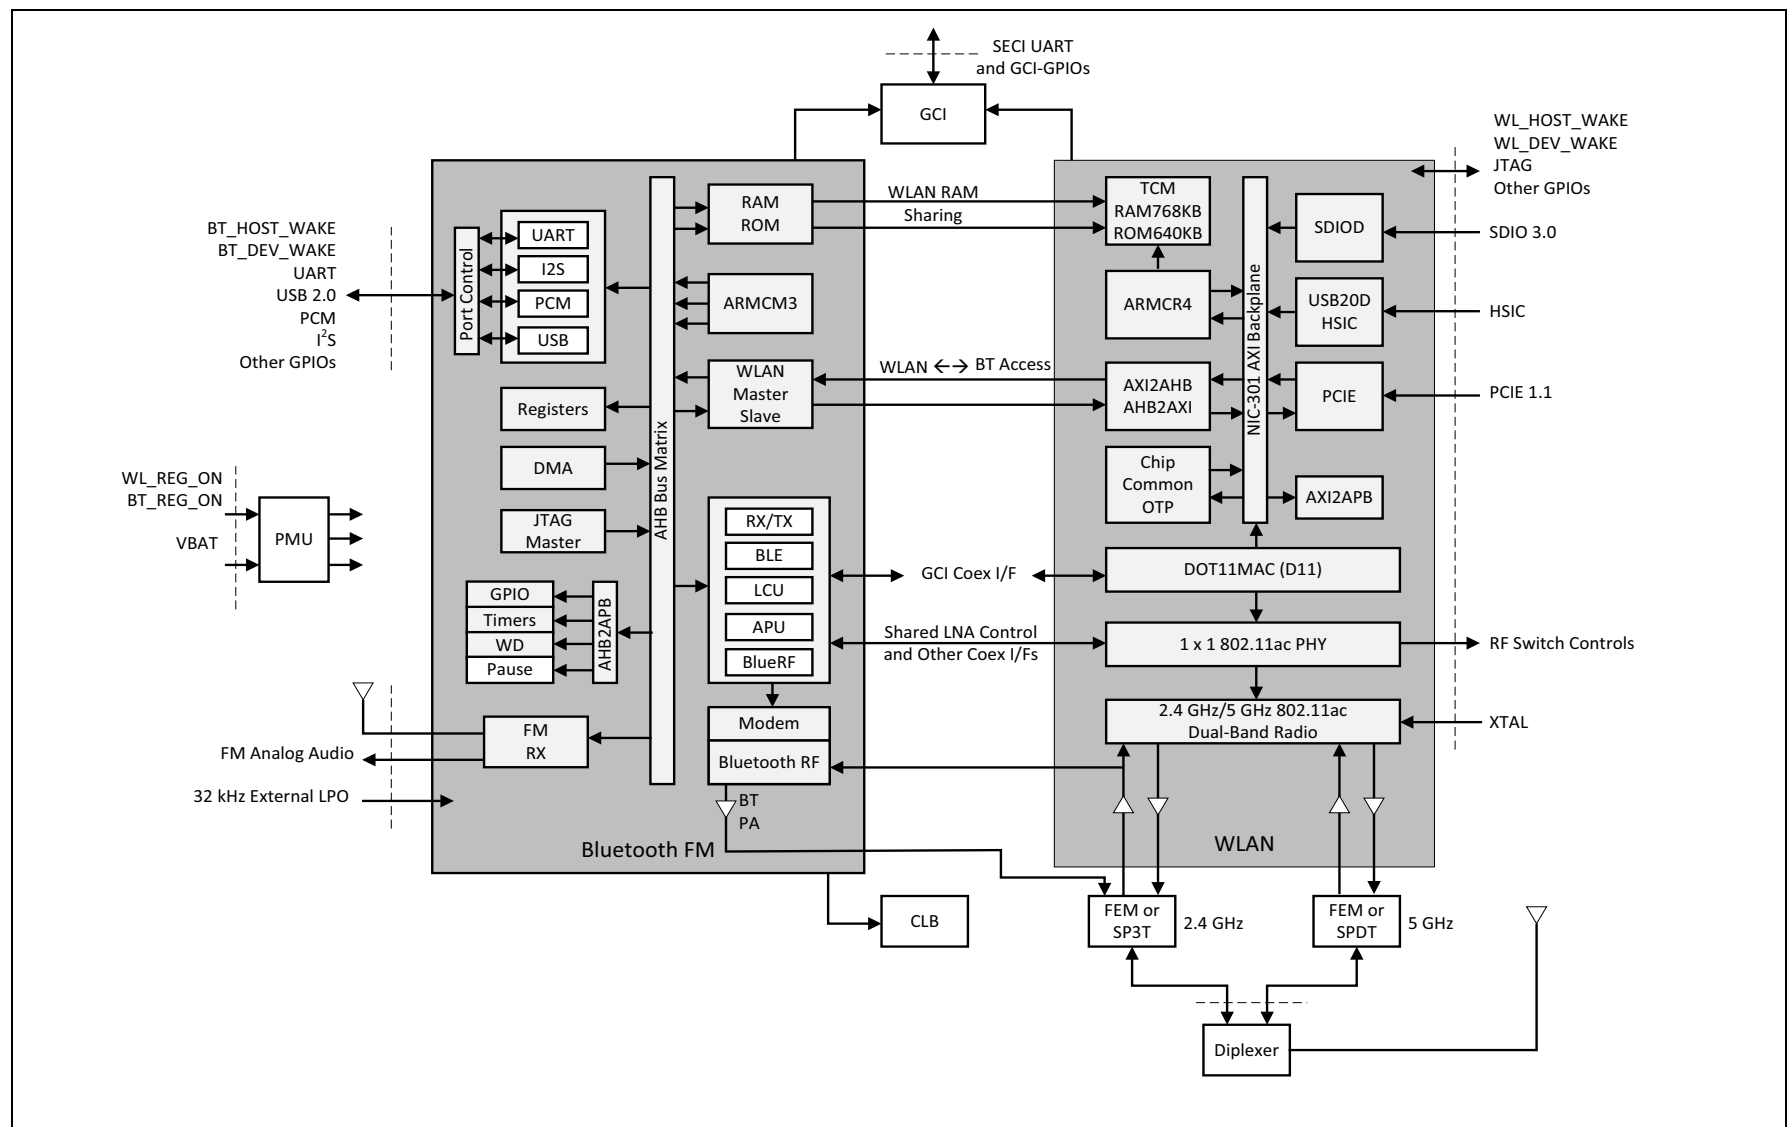 SECI UART
and GCI-GPIOs
GCI
WL_HOST_WAKE
WL_DEV_WAKE
JTAG
Other GPIOs
SDIO 3.0
HSIC
PCIE 1.1
RF Switch Controls
XTAL
BT_HOST_WAKE
BT_DEV_WAKE
UART
USB 2.0
PCM
I²S
Other GPIOs
WL_REG_ON
BT_REG_ON
VBAT
PMU
FM Analog Audio
32 kHz External LPO
Port Control
UART
I2S
PCM
USB
Registers
DMA
JTAG
Master
GPIO
Timers
WD
Pause
AHB2APB
FM
RX
AHB Bus Matrix
RAM
ROM
ARMCM3
WLAN
Master
Slave
RX/TX
BLE
LCU
APU
BlueRF
Modem
Bluetooth RF
BT
PA
Bluetooth FM
CLB
WLAN RAM
Sharing
WLAN <--> BT Access
GCI Coex I/F
Shared LNA Control
and Other Coex I/Fs
TCM
RAM768KB
ROM640KB
ARMCR4
AXI2AHB
AHB2AXI
Chip
Common
OTP
NIC-301 AXI Backplane
SDIOD
USB20D
HSIC
PCIE
AXI2APB
DOT11MAC (D11)
1 x 1 802.11ac PHY
2.4 GHz/5 GHz 802.11ac
Dual-Band Radio
WLAN
FEM or
SP3T
2.4 GHz
FEM or
SPDT
5 GHz
Diplexer